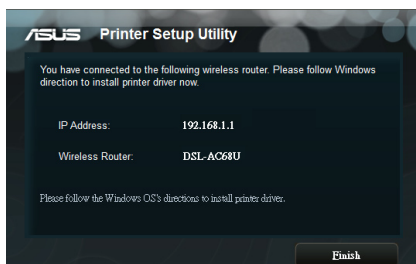 ASUS Printer Setup Utility
You have connected to the following wireless router. Please follow Windows
direction to install printer driver now.
IP Address: 192.168.1.1
Wireless Router: DSL-AC68U
Please follow the Windows OS's directions to install printer driver.
Finish